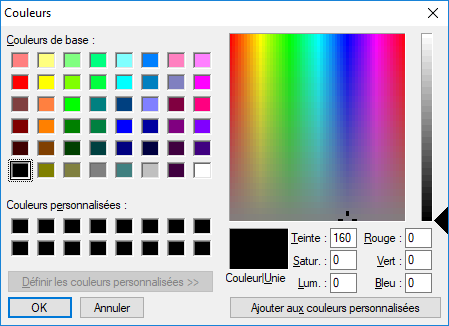 Couleurs
Couleurs de base :
Couleurs personnalisées :
Définir les couleurs personnalisées >>
OK
Annuler
Couleur|Unie
Teinte : 160
Satur. : 0
Lum. : 0
Rouge : 0
Vert : 0
Bleu : 0
Ajouter aux couleurs personnalisées